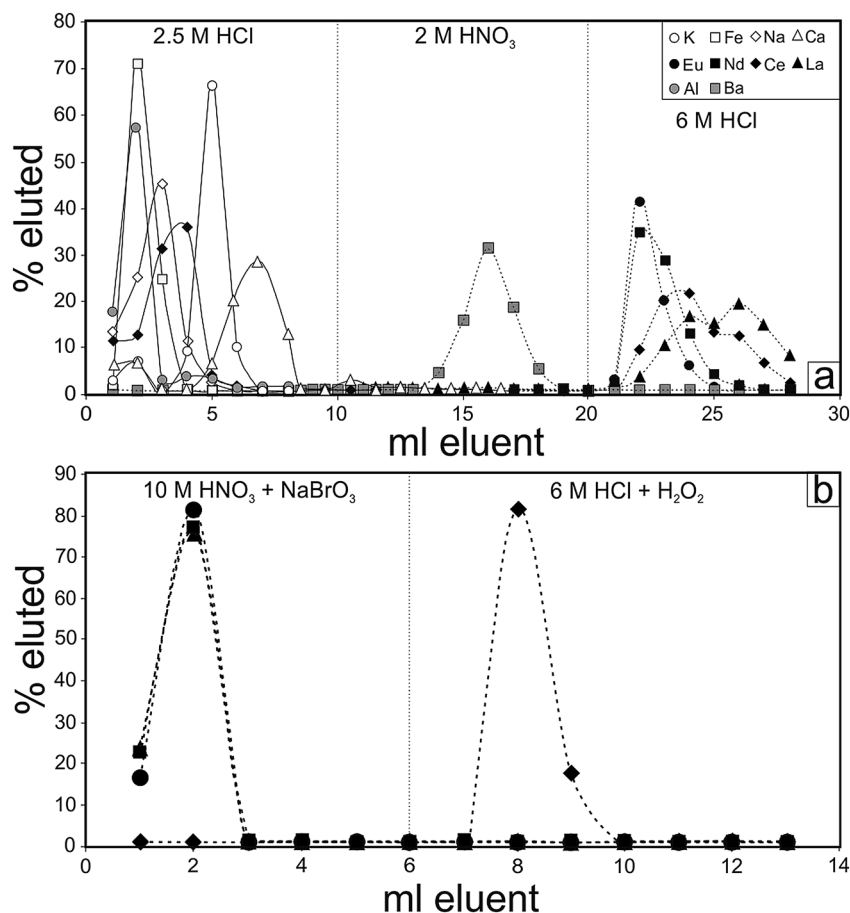 2.5 M HCl
2 M HNO₃
K Fe Na Ca
Eu Nd Ce La
Al Ba
6 M HCl
80
70
60
50
40
30
20
10
0
% eluted
a
0 5 10 15 20 25 30
ml eluent
10 M HNO₃ + NaBrO₃
6 M HCl + H₂O₂
b
90
80
70
60
50
40
30
20
10
0
% eluted
0 2 4 6 8 10 12 14
ml eluent